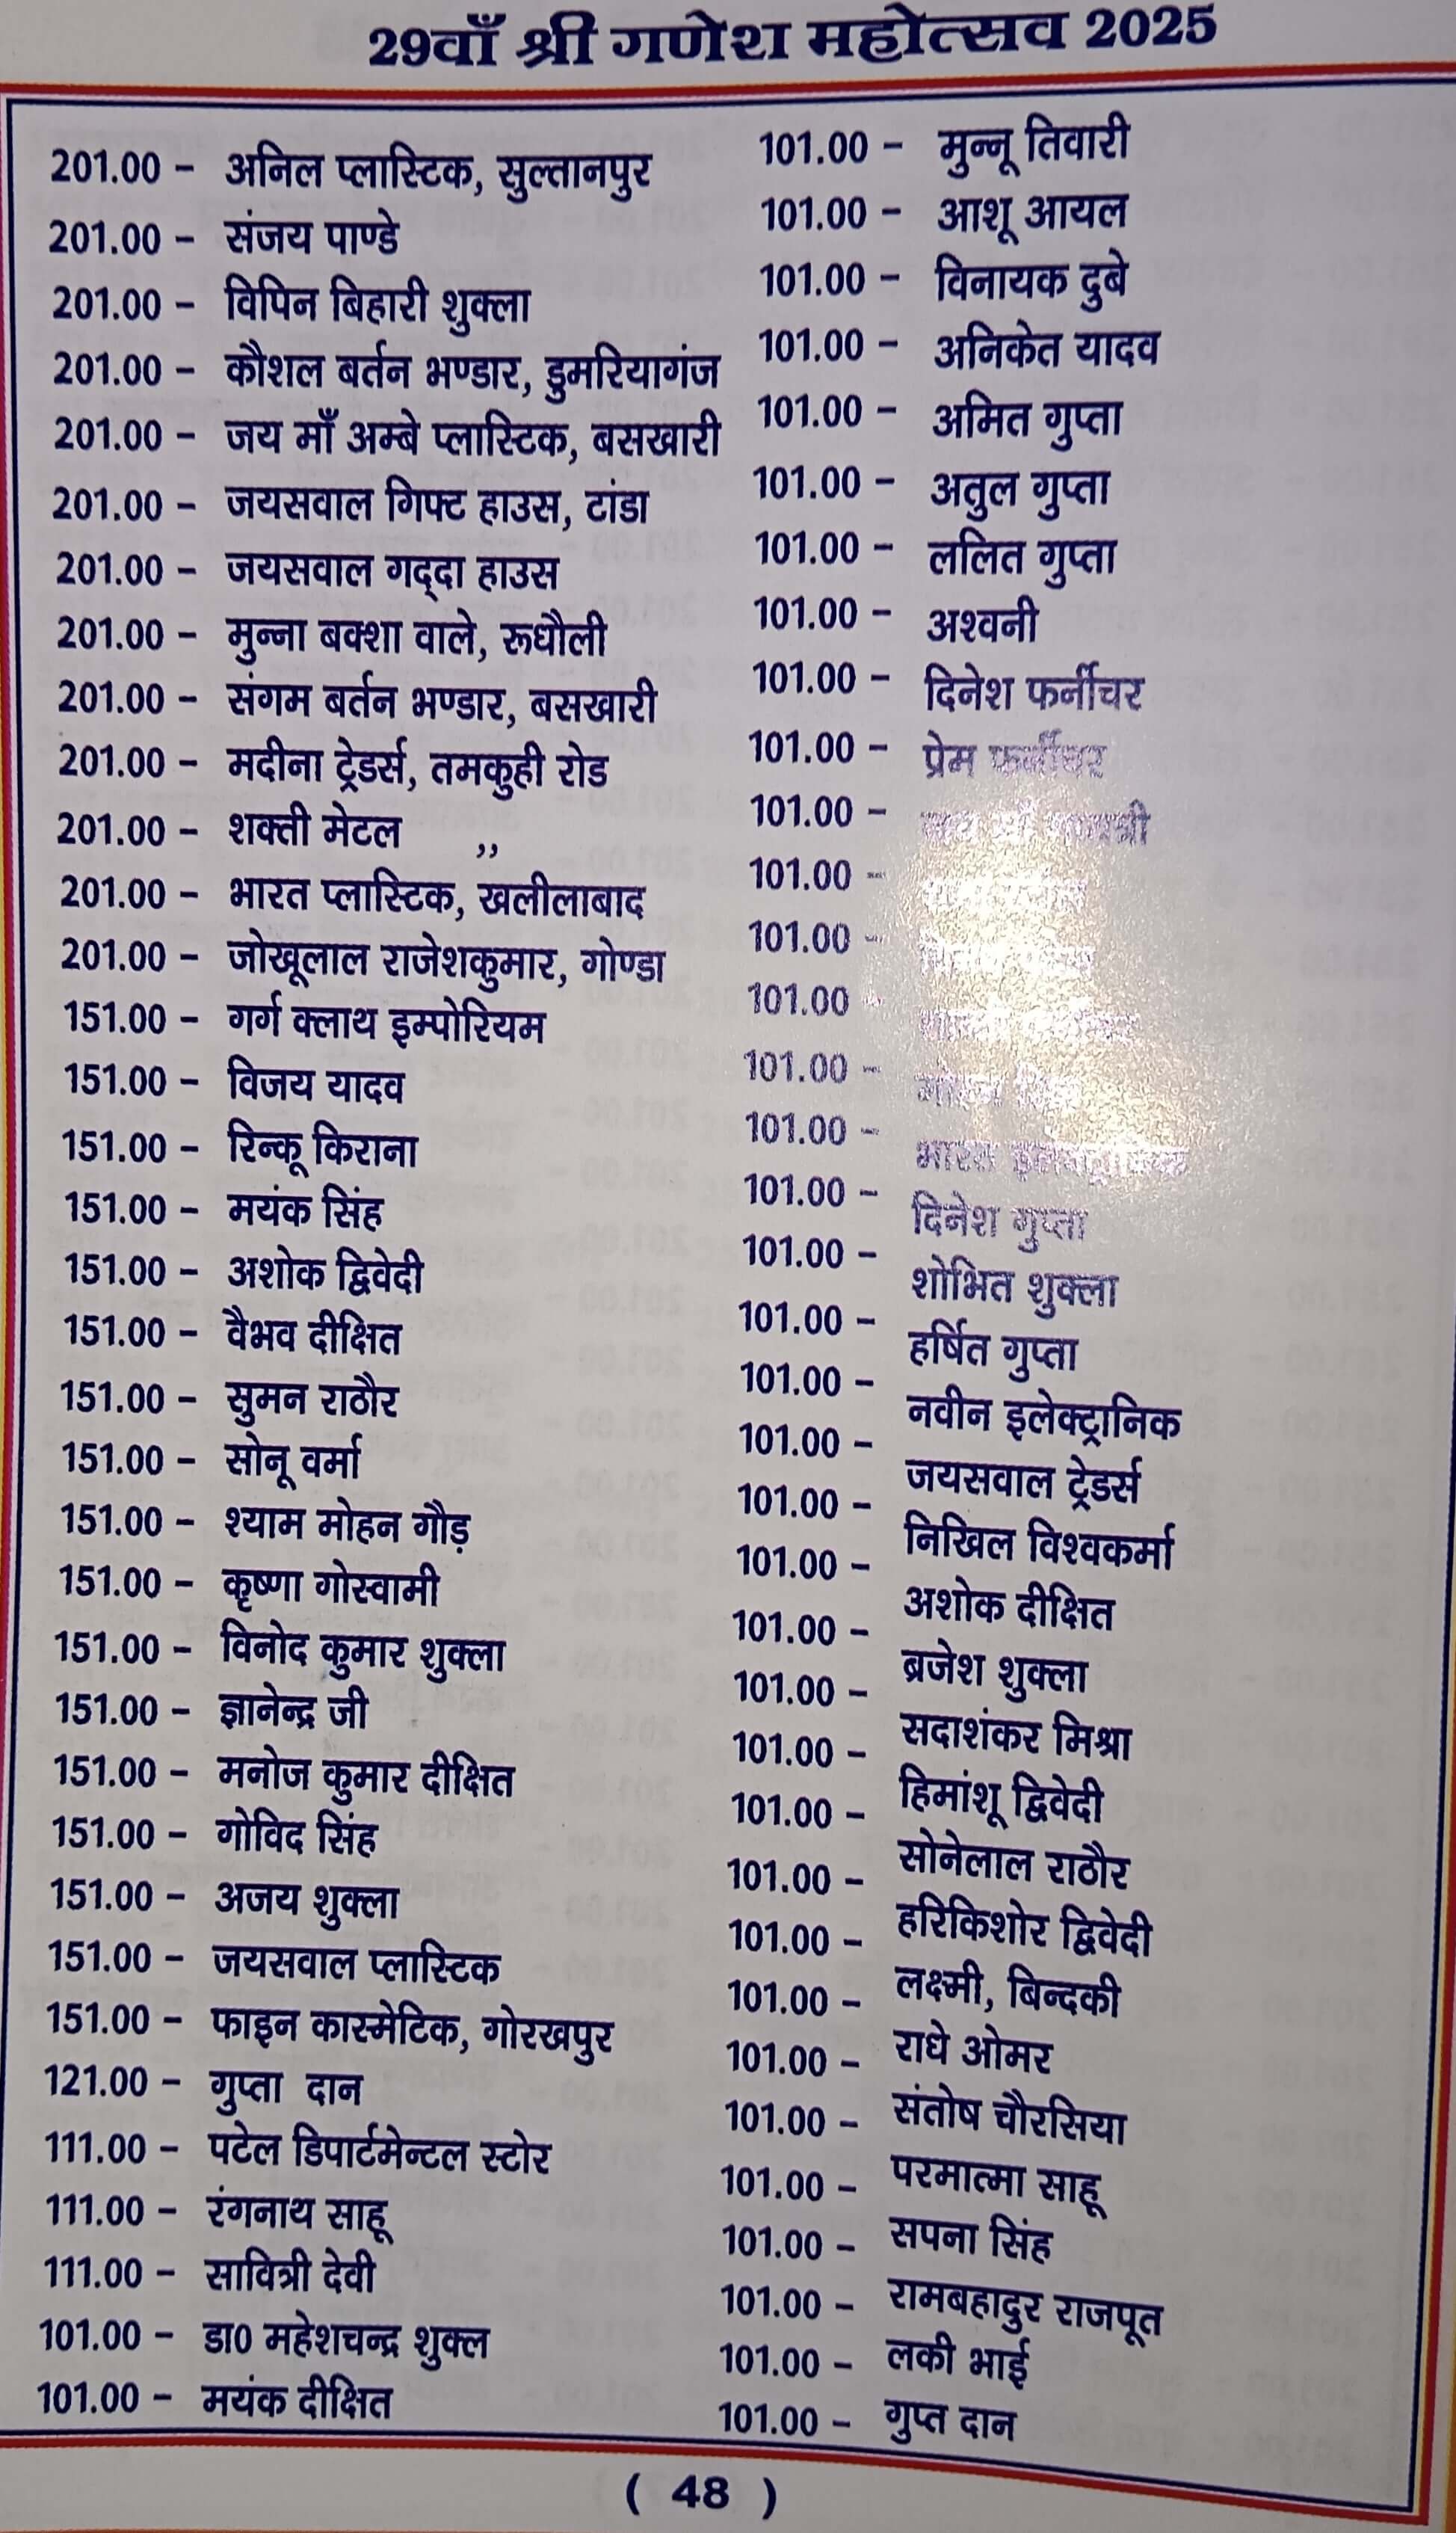 29वाँ श्री गणेश महोत्सव 2025
201.00 - अनिल प्लास्टिक, सुल्तानपुर
201.00 - संजय पाण्डे
201.00 - विपिन बिहारी शुक्ला
201.00 - कौशल बर्तन भण्डार, डुमरियागंज
201.00 - जय माँ अम्बे प्लास्टिक, बसखारी
201.00 - जयसवाल गिफ्ट हाउस, टांडा
201.00 - जयसवाल गद्‌दा हाउस
201.00 - मुन्ना बक्शा वाले, रूधौली
201.00 - संगम बर्तन भण्डार, बसखारी
201.00 - मदीना ट्रेडर्स, तमकुही रोड
201.00 - शक्ती मेटल ,,
201.00 - भारत प्लास्टिक, खलीलाबाद
201.00 - जोखूलाल राजेशकुमार, गोण्डा
151.00 - गर्ग क्लाथ इम्पोरियम
151.00 - विजय यादव
151.00 - रिन्कू किराना
151.00 - मयंक सिंह
151.00 - अशोक द्विवेदी
151.00 - वैभव दीक्षित
151.00 - सुमन राठौर
151.00 - सोनू वर्मा
151.00 - श्याम मोहन गौड़
151.00 - कृष्णा गोस्वामी
151.00 - विनोद कुमार शुक्ला
151.00 - ज्ञानेन्द्र जी
151.00 - मनोज कुमार दीक्षित
151.00 - गोविद सिंह
151.00 - अजय शुक्ला
151.00 - जयसवाल प्लास्टिक
151.00 - फाइन कास्मेटिक, गोरखपुर
121.00 - गुप्ता दान
111.00 - पटेल डिपार्टमेन्टल स्टोर
111.00 - रंगनाथ साहू
111.00 - सावित्री देवी
101.00 - डा0 महेशचन्द्र शुक्ल
101.00 - मयंक दीक्षित
101.00 - मुन्नू तिवारी
101.00 - आशू आयल
101.00 - विनायक दुबे
101.00 - अनिकेत यादव
101.00 - अमित गुप्ता
101.00 - अतुल गुप्ता
101.00 - ललित गुप्ता
101.00 - अश्वनी
101.00 - दिनेश फर्नीचर
101.00 - प्रेम फर्नीचर
101.00 -
101.00 -
101.00 -
101.00 -
101.00 -
101.00 - भारत इलेक्ट्रानिक
101.00 - दिनेश गुप्ता
101.00 - शोभित शुक्ला
101.00 - हर्षित गुप्ता
101.00 - नवीन इलेक्ट्रानिक
101.00 - जयसवाल ट्रेडर्स
101.00 - निखिल विश्वकर्मा
101.00 - अशोक दीक्षित
101.00 - ब्रजेश शुक्ला
101.00 - सदाशंकर मिश्रा
101.00 - हिमांशू द्विवेदी
101.00 - सोनेलाल राठौर
101.00 - हरिकिशोर द्विवेदी
101.00 - लक्ष्मी, बिन्दकी
101.00 - राधे ओमर
101.00 - संतोष चौरसिया
101.00 - परमात्मा साहू
101.00 - सपना सिंह
101.00 - रामबहादुर राजपूत
101.00 - लकी भाई
101.00 - गुप्त दान
( 48 )